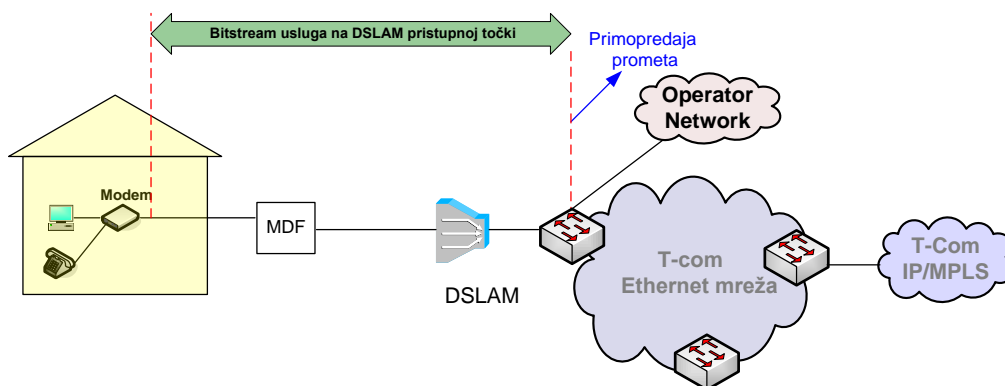 Bitstream usluga na DSLAM pristupnoj točki
Primopredaja
prometa
Operator
Network
Modem
MDF
DSLAM
T-com
Ethernet mreža
T-Com
IP/MPLS